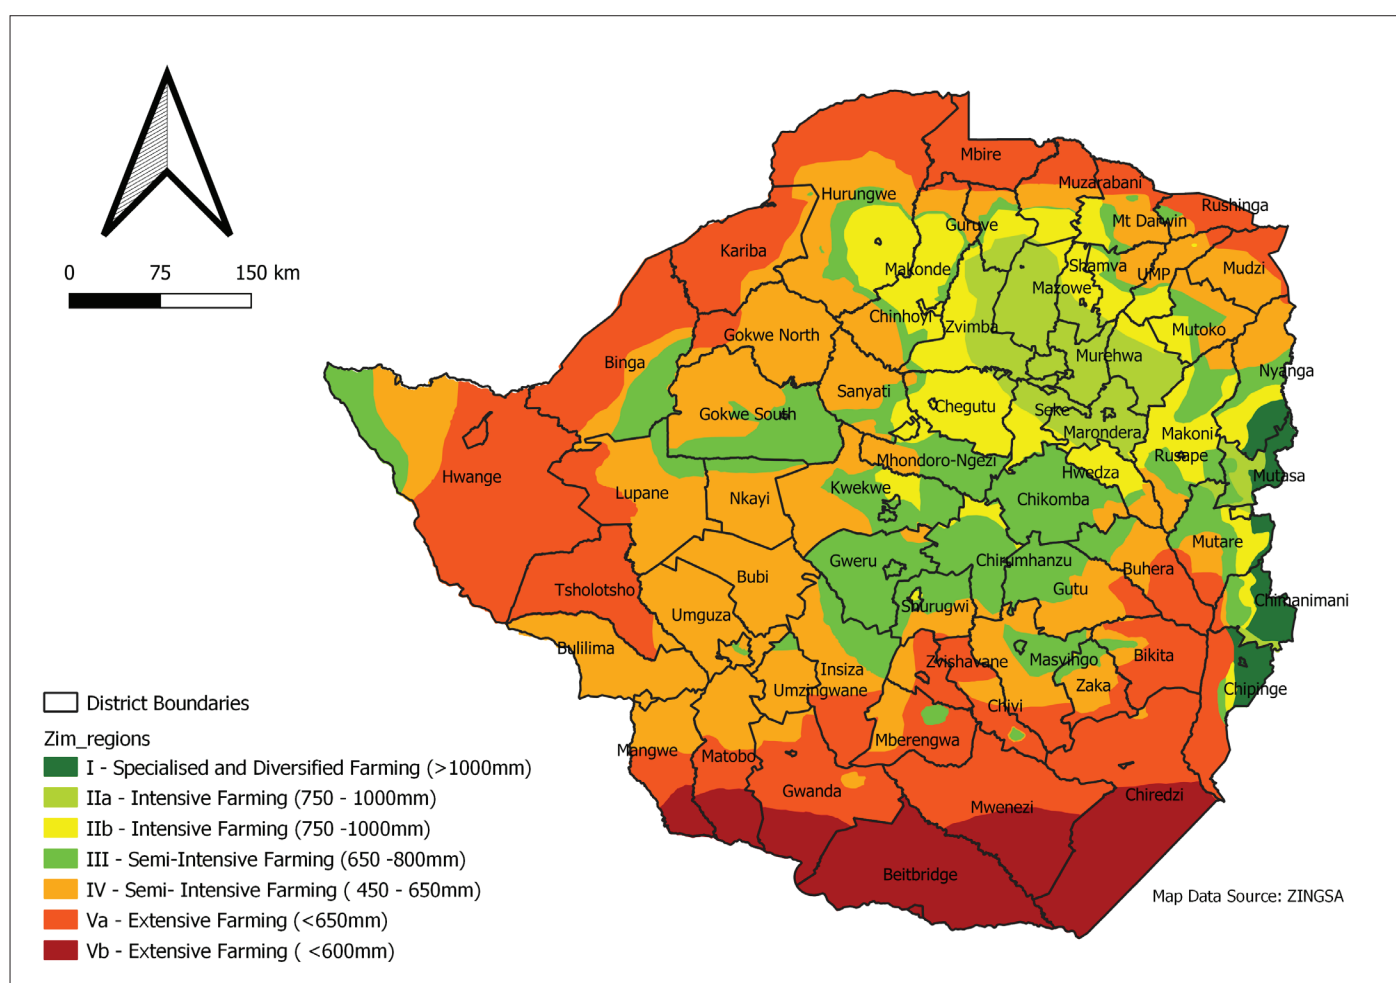 0 75 150 km
Mbire
Muzarabani
Hurungwe
Rushinga
Mt Darwin
Guruve
Kariba
Makonde
Shamva
UMP
Mudzi
Mazowe
Chinhoyi
Zvimba
Mutoko
Gokwe North
Murehwa
Binga
Nyanga
Sanyati
Chegutu
Seke
Gokwe South
Marondera
Makoni
Rusape
Mhondoro-Ngezi
Hwedza
Mutasa
Hwange
Kwekwe
Lupane
Nkayi
Chikomba
Mutare
Gweru
Chirumhanzu
Buhera
Bubi
Tsholotsho
Gutu
Shurugwi
Chimanimani
Umguza
Bulilima
Zvishavane
Masvingo
Bikita
Insiza
Zaka
Chipinge
Umzingwane
Chivi
Mberengwa
Mangwe
Matobo
Gwanda
Mwenezi
Chiredzi
Beitbridge
District Boundaries
Zim_regions
I - Specialised and Diversified Farming (>1000mm)
IIa - Intensive Farming (750 - 1000mm)
IIb - Intensive Farming (750 -1000mm)
III - Semi-Intensive Farming (650 -800mm)
IV - Semi- Intensive Farming ( 450 - 650mm)
Va - Extensive Farming (<650mm)
Vb - Extensive Farming ( <600mm)
Map Data Source: ZINGSA